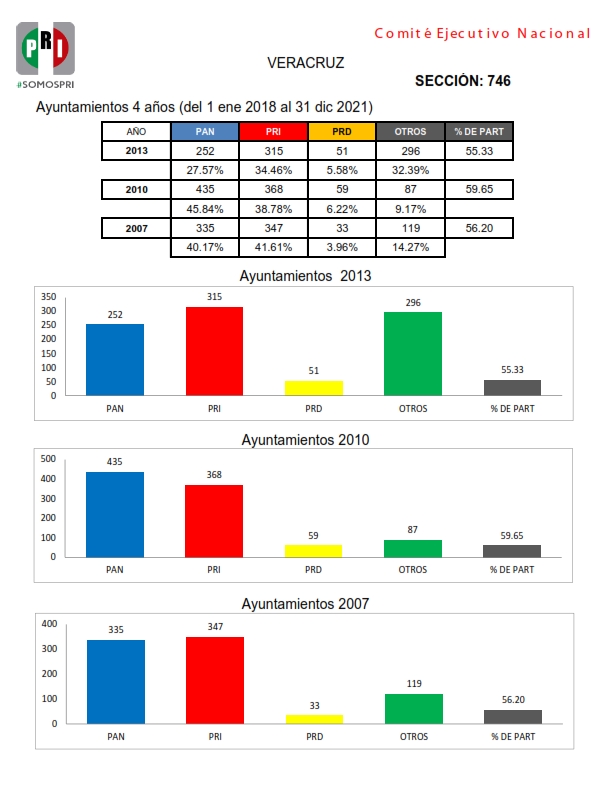 Comité Ejecutivo Nacional
PRI
#SOMOSPRI
VERACRUZ
SECCIÓN: 746
Ayuntamientos 4 años (del 1 ene 2018 al 31 dic 2021)
AÑO PAN PRI PRD OTROS % DE PART
2013 252 315 51 296 55.33
27.57% 34.46% 5.58% 32.39%
2010 435 368 59 87 59.65
45.84% 38.78% 6.22% 9.17%
2007 335 347 33 119 56.20
40.17% 41.61% 3.96% 14.27%
Ayuntamientos 2013
350
300
250
200
150
100
50
0
252 315 51 296 55.33
PAN PRI PRD OTROS % DE PART
Ayuntamientos 2010
500
400
300
200
100
0
435 368 59 87 59.65
PAN PRI PRD OTROS % DE PART
Ayuntamientos 2007
400
300
200
100
0
335 347 33 119 56.20
PAN PRI PRD OTROS % DE PART